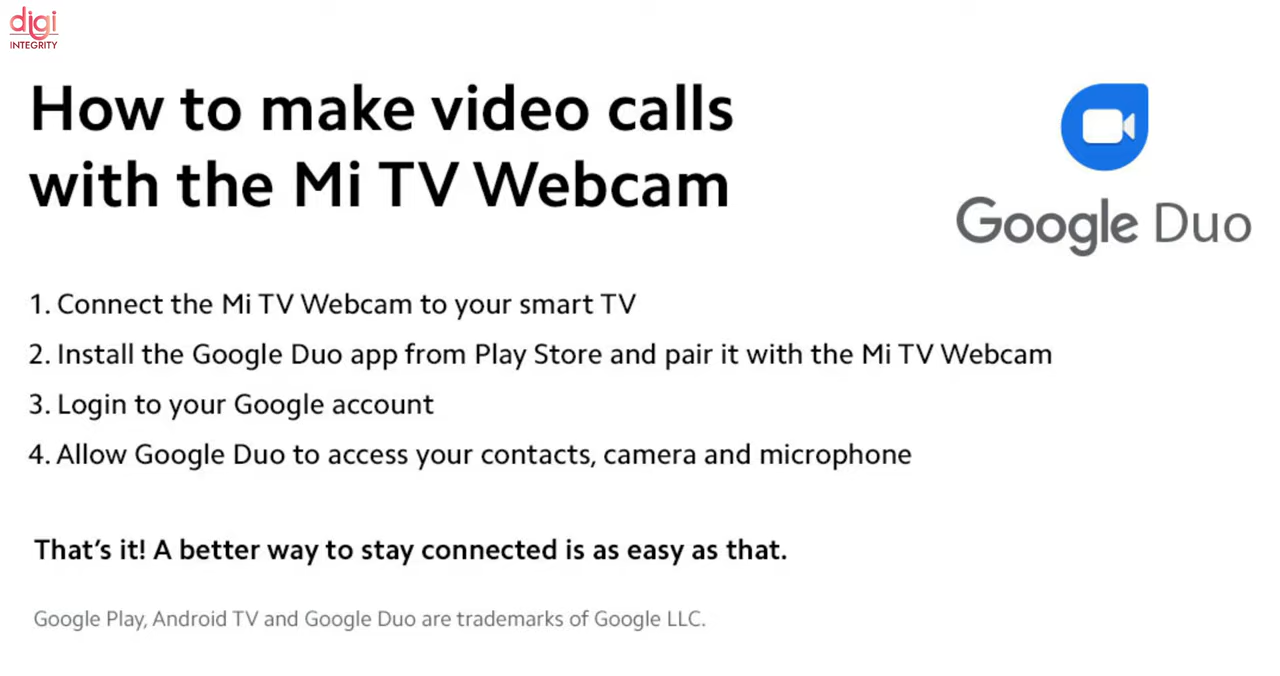 digi
INTEGRITY
How to make video calls
with the Mi TV Webcam
Google Duo
1. Connect the Mi TV Webcam to your smart TV
2. Install the Google Duo app from Play Store and pair it with the Mi TV Webcam
3. Login to your Google account
4. Allow Google Duo to access your contacts, camera and microphone
That’s it! A better way to stay connected is as easy as that.
Google Play, Android TV and Google Duo are trademarks of Google LLC.